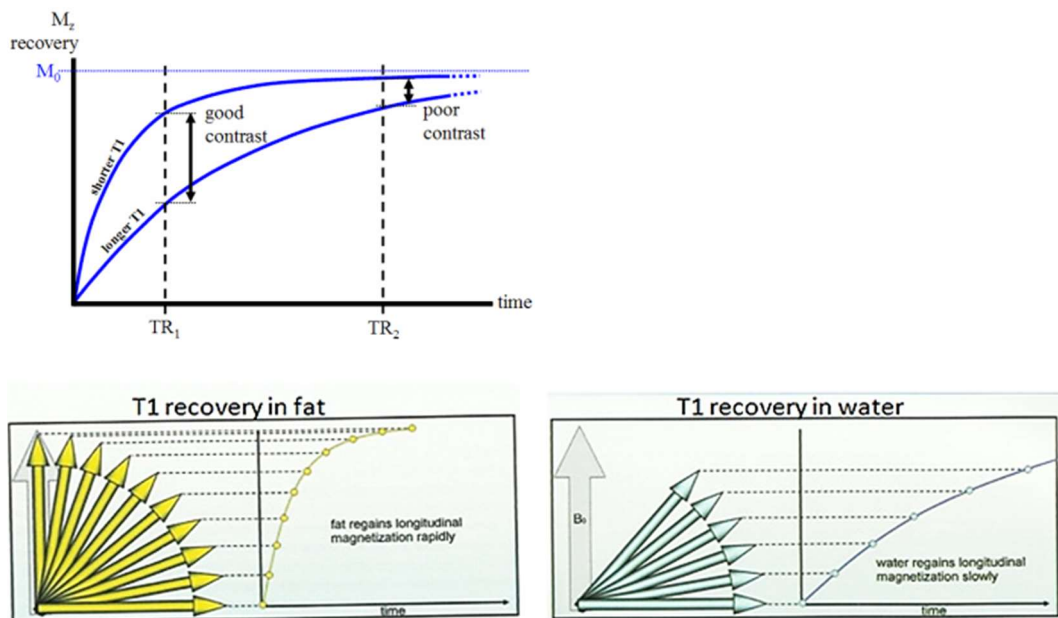 M₀
M_z
recovery
good
contrast
poor
contrast
shorter T1
longer T1
time
TR₁
TR₂
T1 recovery in fat
fat regains longitudinal
magnetization rapidly
time
T1 recovery in water
B₀
water regains longitudinal
magnetization slowly
time